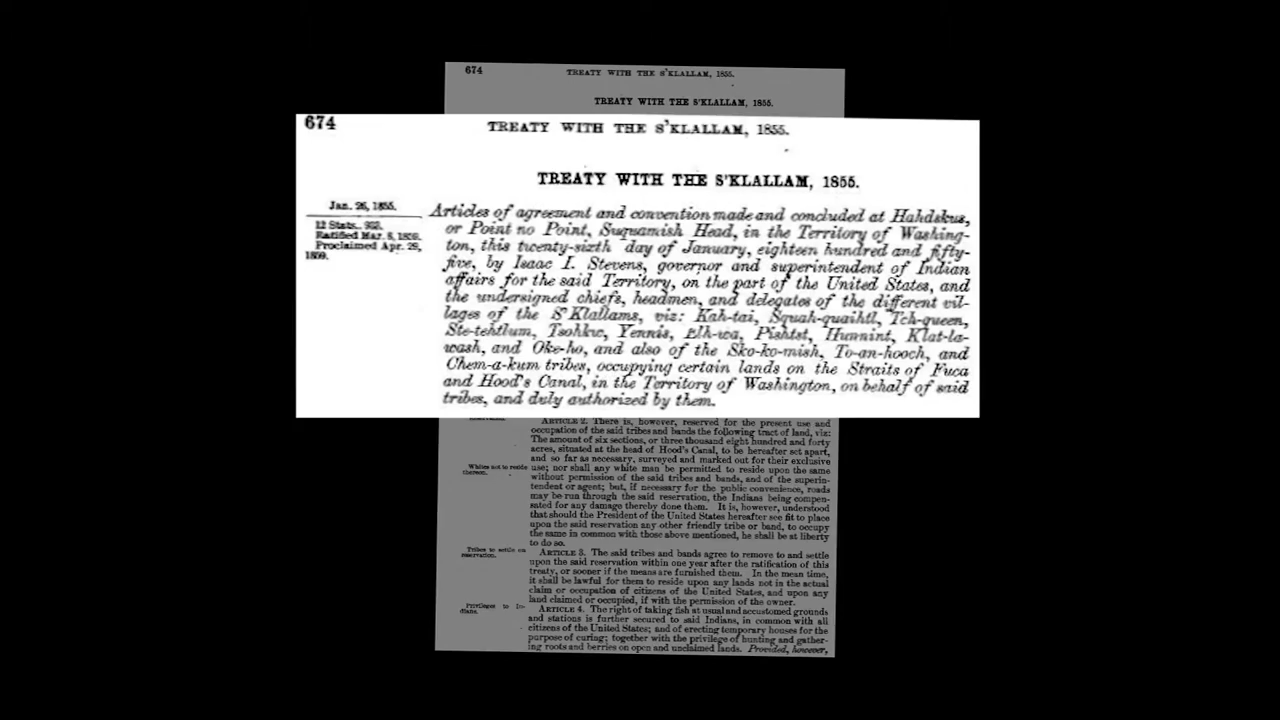 674
TREATY WITH THE S'KLALLAM, 1855.
TREATY WITH THE S'KLALLAM, 1855.
674
TREATY WITH THE S'KLALLAM, 1855.
TREATY WITH THE S'KLALLAM, 1855.
Jan. 26, 1855.
12 Stats., 933.
Ratified Mar. 8, 1859.
Proclaimed Apr. 29,
1859.
Articles of agreement and convention made and concluded at Hahdskus,
or Point no Point, Suquamish Head, in the Territory of Washing-
ton, this twenty-sixth day of January, eighteen hundred and fifty-
five, by Isaac I. Stevens, governor and superintendent of Indian
affairs for the said Territory, on the part of the United States, and
the undersigned chiefs, headmen, and delegates of the different vil-
lages of the S'Klallams, viz: Kah-tai, Squah-quaihtl, Tch-queen,
Ste-tehtlum, Tsohkw, Yennis, Elh-wa, Pishtst, Hunnint, Klat-la-
wash, and Oke-ho, and also of the Sko-ko-mish, To-an-hooch, and
Chem-a-kum tribes, occupying certain lands on the Straits of Fuca
and Hood's Canal, in the Territory of Washington, on behalf of said
tribes, and duly authorized by them.
ARTICLE 2. There is, however, reserved for the present use and
occupation of the said tribes and bands the following tract of land, viz:
The amount of six sections, or three thousand eight hundred and forty
acres, situated at the head of Hood's Canal, to be hereafter set apart,
and so far as necessary, surveyed and marked out for their exclusive
Whites not to reside
thereon.
use; nor shall any white man be permitted to reside upon the same
without permission of the said tribes and bands, and of the superin-
tendent or agent; but, if necessary for the public convenience, roads
may be run through the said reservation, the Indians being compen-
sated for any damage thereby done them. It is, however, understood
that should the President of the United States hereafter see fit to place
upon the said reservation any other friendly tribe or band, to occupy
the same in common with those above mentioned, he shall be at liberty
to do so.
Tribes to settle on
reservation.
ARTICLE 3. The said tribes and bands agree to remove to and settle
upon the said reservation within one year after the ratification of this
treaty, or sooner if the means are furnished them. In the mean time,
it shall be lawful for them to reside upon any lands not in the actual
claim or occupation of citizens of the United States, and upon any
land claimed or occupied, if with the permission of the owner.
Privileges to In-
dians.
ARTICLE 4. The right of taking fish at usual and accustomed grounds
and stations is further secured to said Indians, in common with all
citizens of the United States; and of erecting temporary houses for the
purpose of curing; together with the privilege of hunting and gather-
ing roots and berries on open and unclaimed lands. Provided, however,